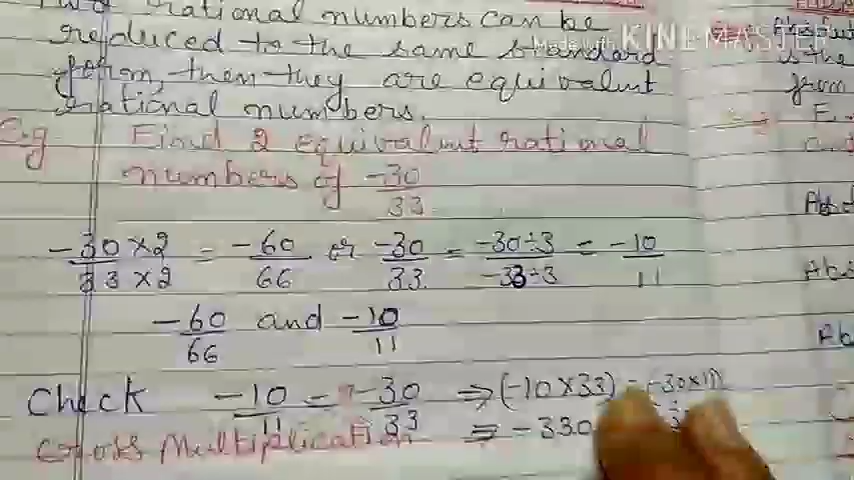 rational numbers can be
reduced to the same standard
form, then they are equivalent
rational numbers.
Made with KINEMASTER
E.g Find 2 equivalent rational
numbers of -30/33
-30×2/33×2 = -60/66 or -30/33 = -30÷3/-33÷3 = -10/11
-60/66 and -10/11
Check -10/11 = -30/33 ⇒ (-10×33) = (-30×11)
Cross Multiplication ⇒ -330
is the
from